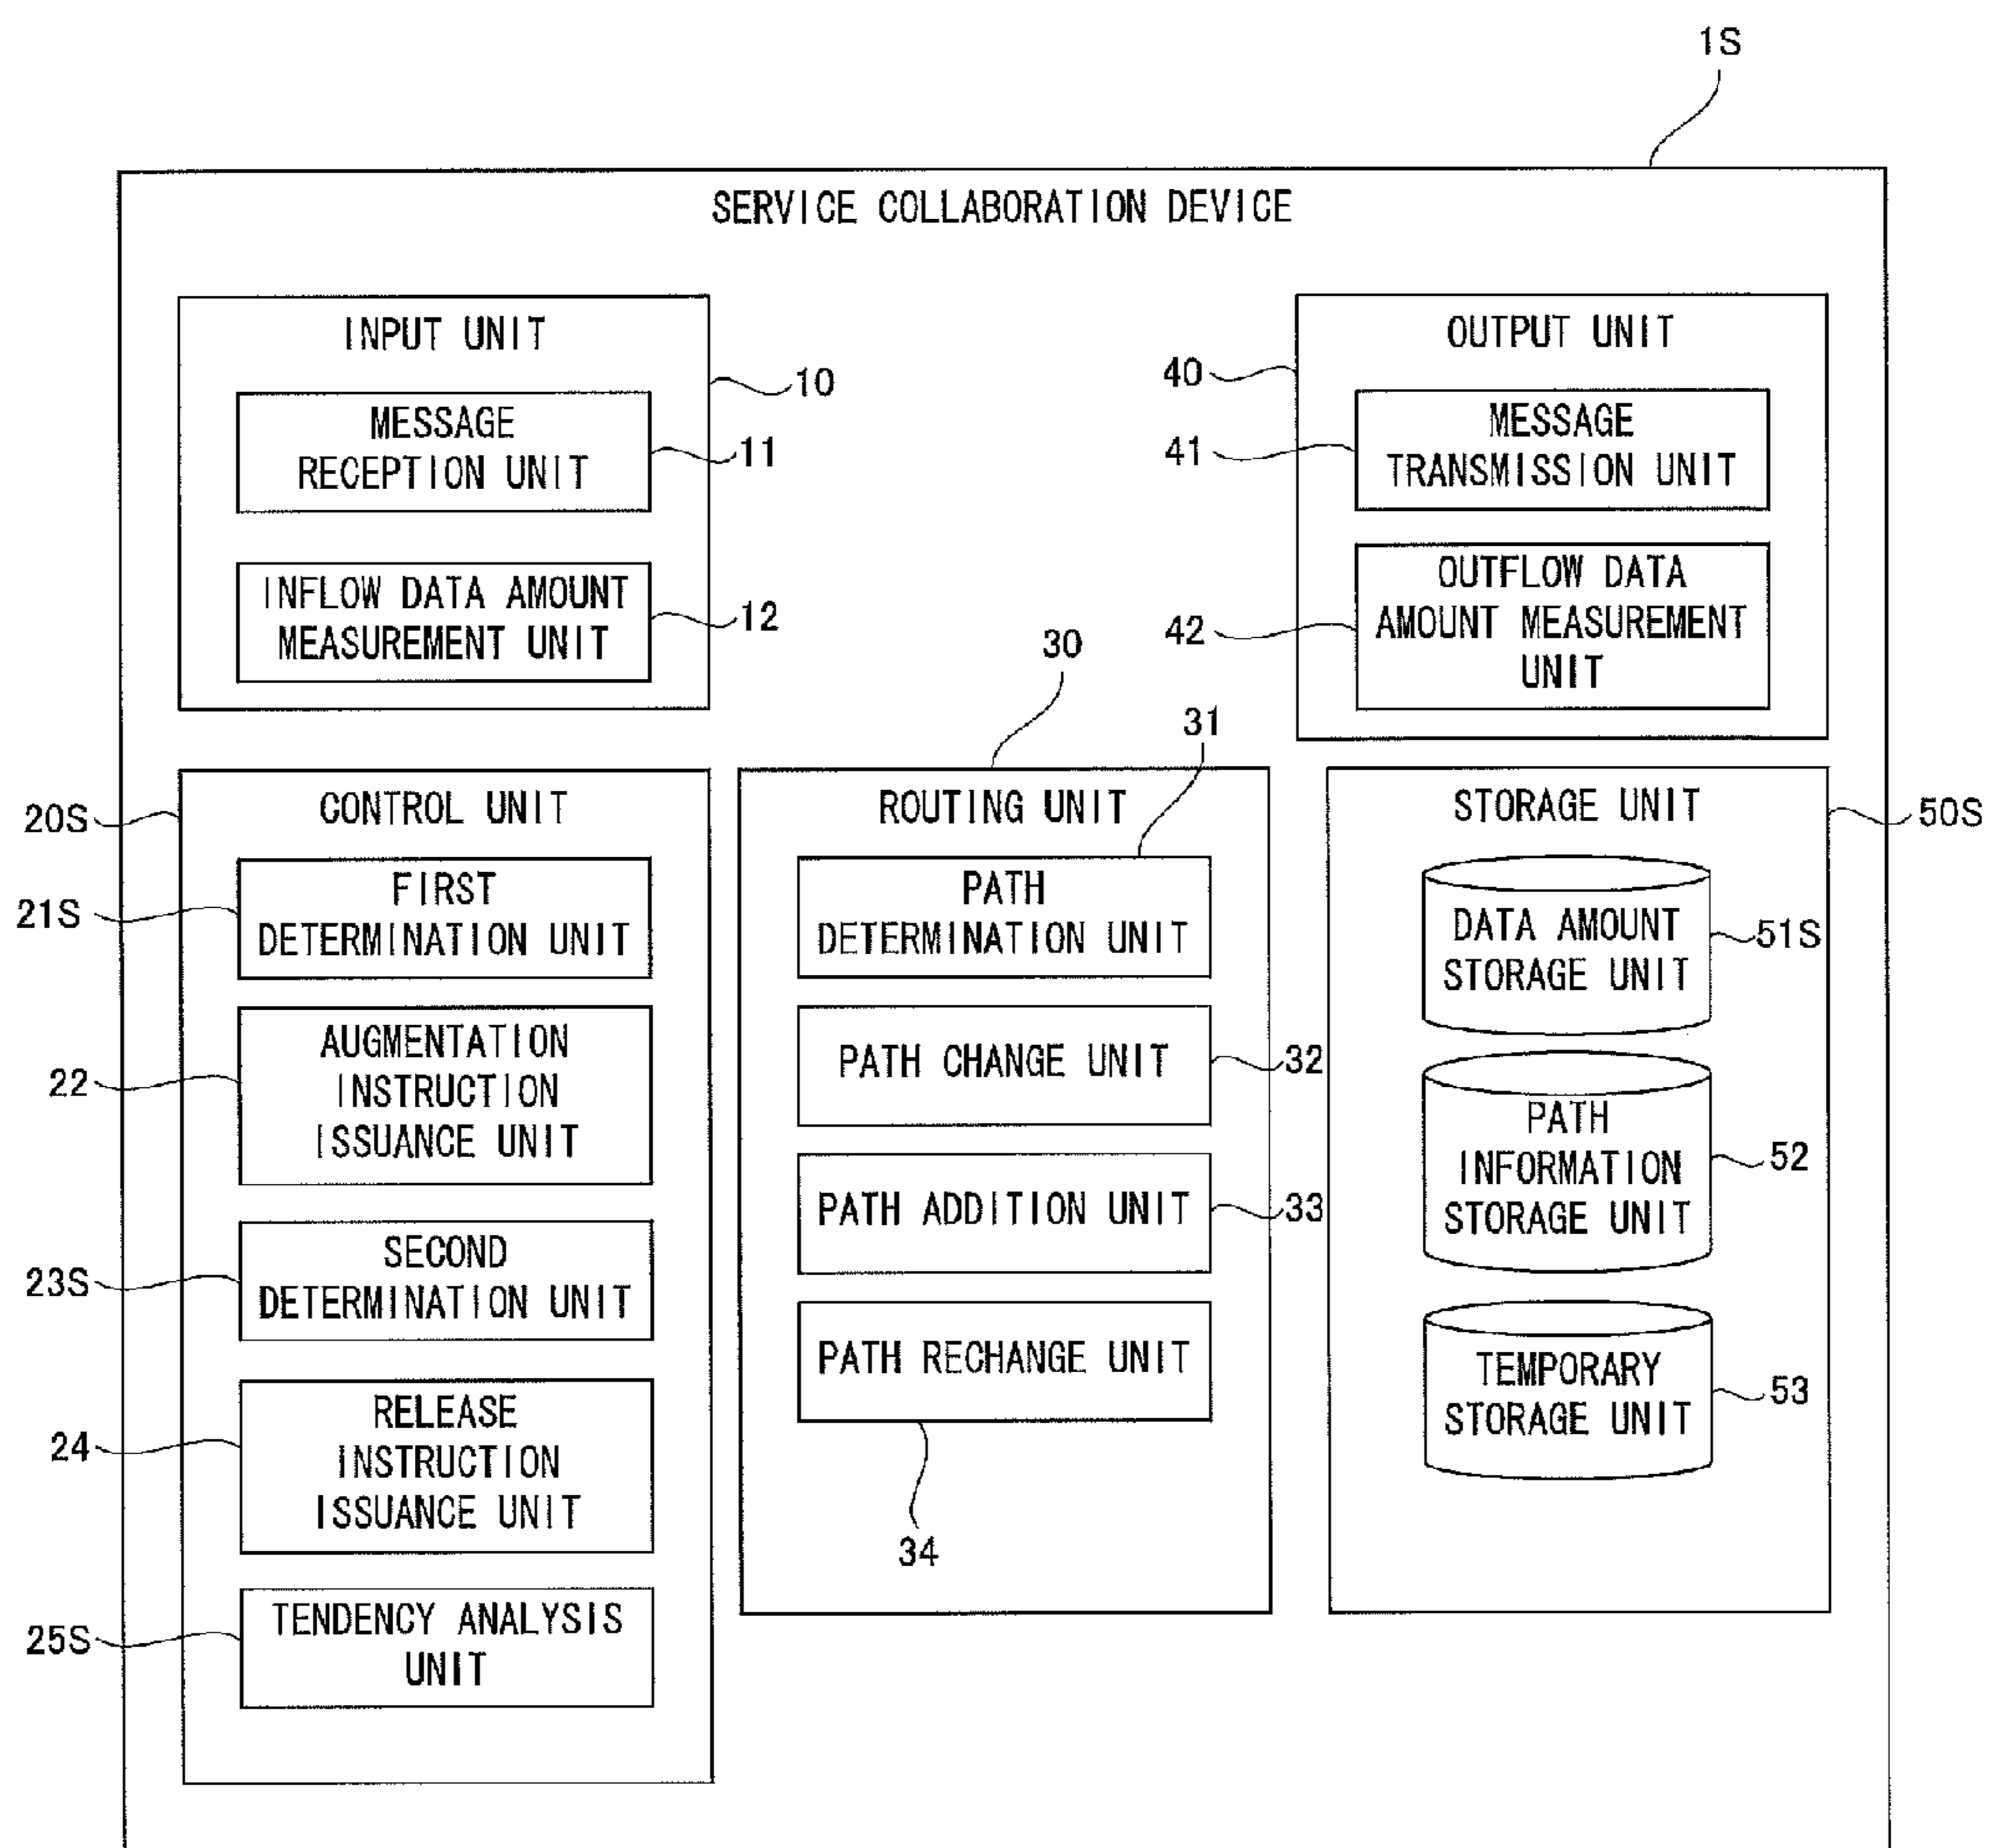 1S
SERVICE COLLABORATION DEVICE
INPUT UNIT
10
MESSAGE
RECEPTION UNIT
11
INFLOW DATA AMOUNT
MEASUREMENT UNIT
12
OUTPUT UNIT
40
MESSAGE
TRANSMISSION UNIT
41
OUTFLOW DATA
AMOUNT MEASUREMENT
UNIT
42
CONTROL UNIT
20S
FIRST
DETERMINATION UNIT
21S
AUGMENTATION
INSTRUCTION
ISSUANCE UNIT
22
SECOND
DETERMINATION UNIT
23S
RELEASE
INSTRUCTION
ISSUANCE UNIT
24
TENDENCY ANALYSIS
UNIT
25S
30
ROUTING UNIT
31
PATH
DETERMINATION UNIT
PATH CHANGE UNIT
32
PATH ADDITION UNIT
33
PATH RECHANGE UNIT
34
STORAGE UNIT
50S
DATA AMOUNT
STORAGE UNIT
51S
PATH
INFORMATION
STORAGE UNIT
52
TEMPORARY
STORAGE UNIT
53